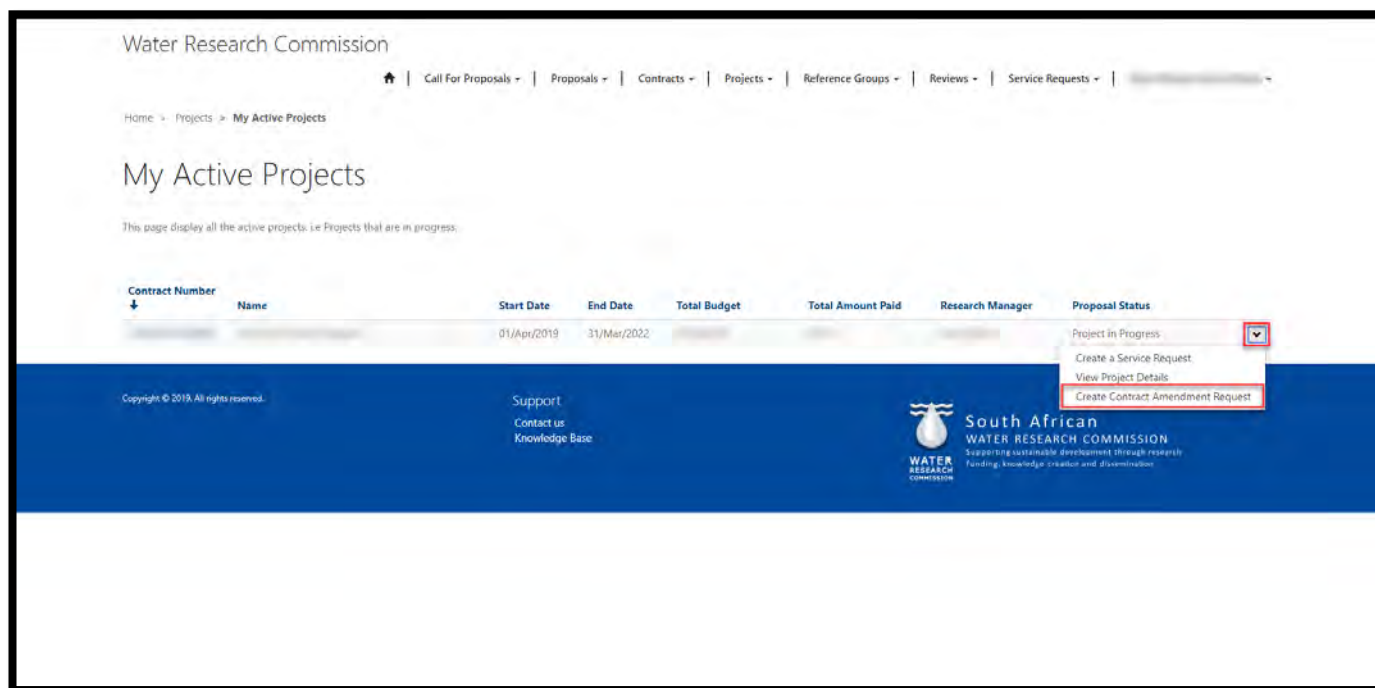 Water Research Commission
Call For Proposals | Proposals | Contracts | Projects | Reference Groups | Reviews | Service Requests |
Home > Projects > My Active Projects
My Active Projects
This page display all the active projects. i.e Projects that are in progress.
Contract Number Name Start Date End Date Total Budget Total Amount Paid Research Manager Proposal Status
01/Apr/2019 31/Mar/2022 Project in Progress
Create a Service Request
View Project Details
Create Contract Amendment Request
Copyright © 2019. All rights reserved.
Support
Contact us
Knowledge Base
WATER
RESEARCH
COMMISSION
South African
WATER RESEARCH COMMISSION
Supporting sustainable development through research
funding, knowledge creation and dissemination